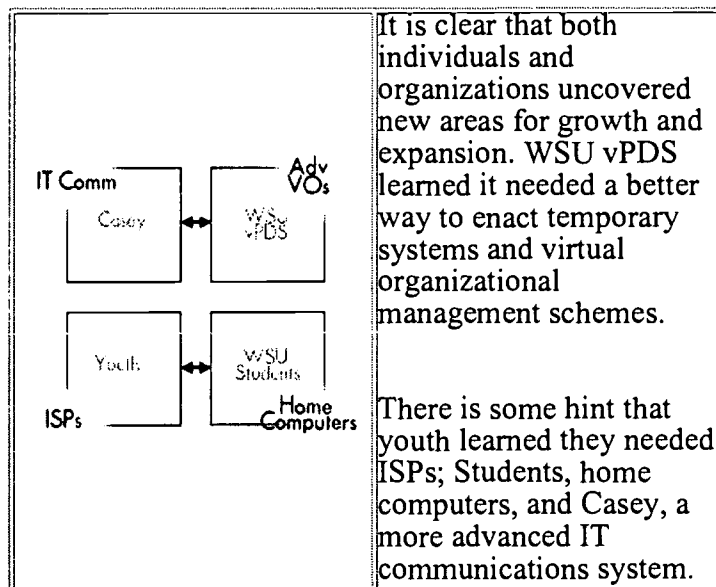 IT Comm
Adv
VOs
Casey
WSU
vPDS
Youth
WSU
Students
ISPs
Home
Computers
It is clear that both
individuals and
organizations uncovered
new areas for growth and
expansion. WSU vPDS
learned it needed a better
way to enact temporary
systems and virtual
organizational
management schemes.
There is some hint that
youth learned they needed
ISPs; Students, home
computers, and Casey, a
more advanced IT
communications system.